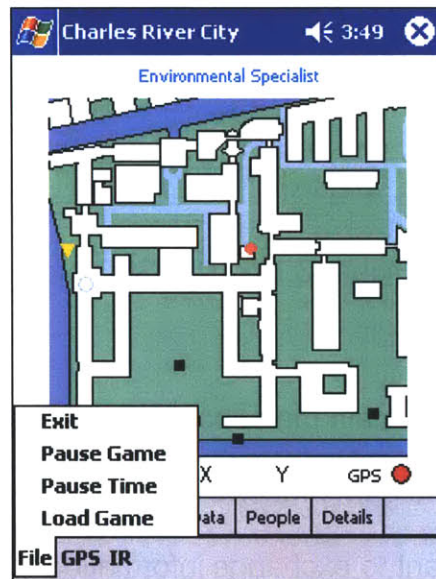 Charles River City 3:49
Environmental Specialist
Exit
Pause Game
Pause Time
Load Game
X Y GPS
People Details
File GPS IR